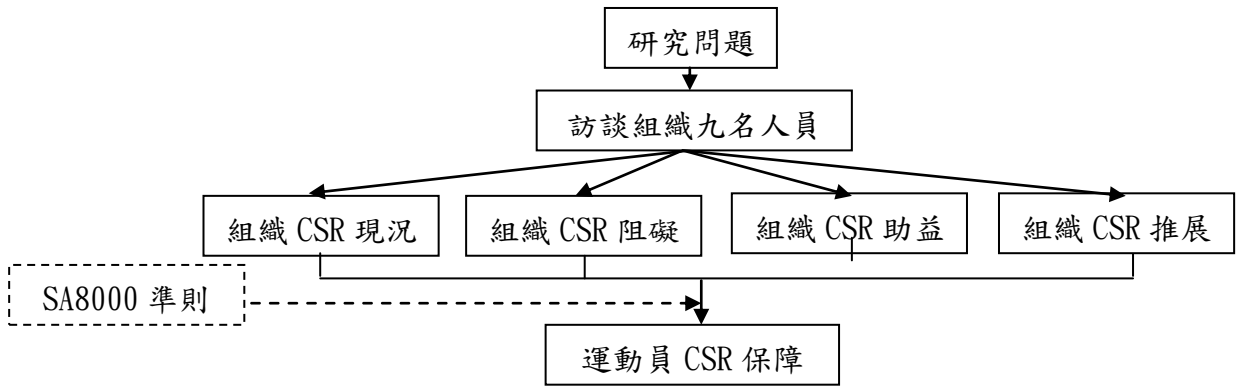 研究問題
訪談組織九名人員
組織 CSR 現況
組織 CSR 阻礙
組織 CSR 助益
組織 CSR 推展
SA8000 準則
運動員 CSR 保障